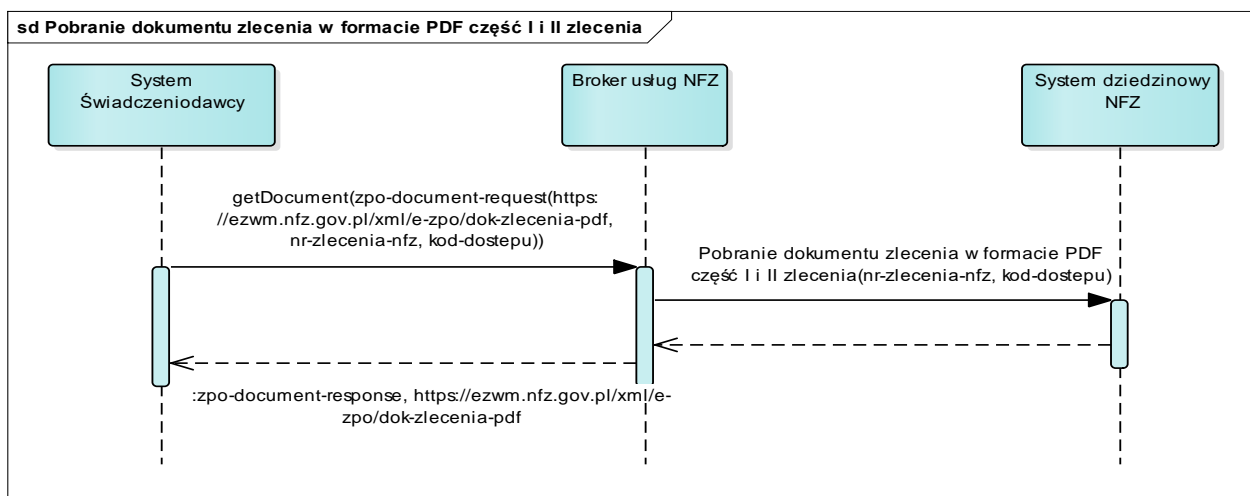 sd Pobranie dokumentu zlecenia w formacie PDF część I i II zlecenia
System
Świadczeniodawcy
Broker usług NFZ
System dziedzinowy
NFZ
getDocument(zpo-document-request(https:
//ezwm.nfz.gov.pl/xml/e-zpo/dok-zlecenia-pdf,
nr-zlecenia-nfz, kod-dostepu))
Pobranie dokumentu zlecenia w formacie PDF
część I i II zlecenia(nr-zlecenia-nfz, kod-dostepu)
:zpo-document-response, https://ezwm.nfz.gov.pl/xml/e-
zpo/dok-zlecenia-pdf